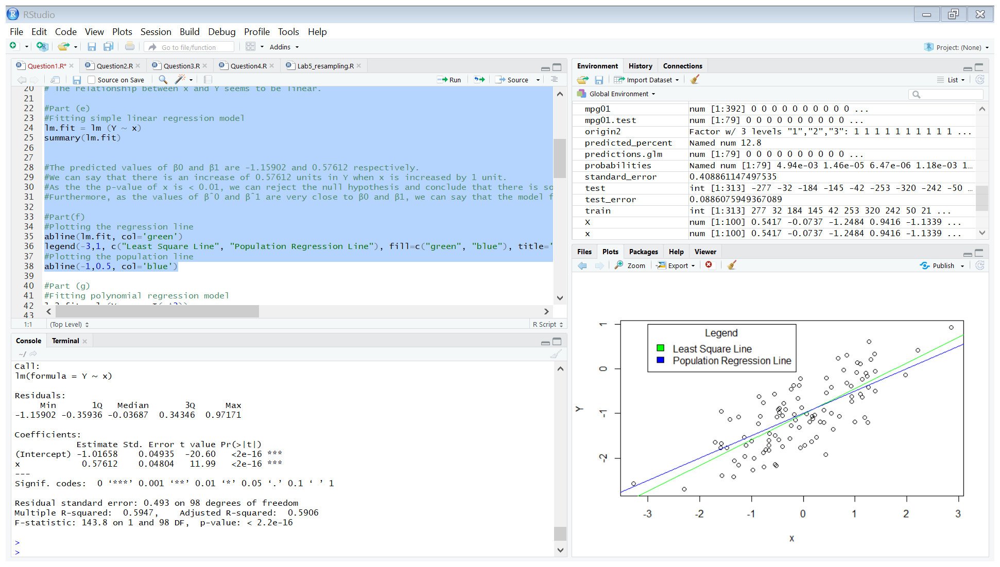 RStudio
File Edit Code View Plots Session Build Debug Profile Tools Help
Go to file/function Addins Project: (None)
Question1.R* Question2.R Question3.R Question4.R Lab5_resampling.R
Source on Save Run Source
20 # The relationship between x and Y seems to be linear.
21
22 #Part (e)
23 #Fitting simple linear regression model
24 lm.fit = lm (Y ~ x)
25 summary(lm.fit)
26
27
28 #The predicted values of β0 and β1 are -1.15902 and 0.57612 respectively.
29 #We can say that there is an increase of 0.57612 units in Y when x is increased by 1 unit.
30 #As the the p-value of x is < 0.01, we can reject the null hypothesis and conclude that there is so
31 #Furthermore, as the values of βˆ0 and βˆ1 are very close to β0 and β1, we can say that the model f
32
33 #Part(f)
34 #Plotting the regression line
35 abline(lm.fit, col='green')
36 legend(-3,1, c("Least Square Line", "Population Regression Line"), fill=c("green", "blue"), title='
37 #Plotting the population line
38 abline(-1,0.5, col='blue')
39
40 #Part (g)
41 #Fitting polynomial regression model
42
43
1:1 (Top Level) R Script
Console Terminal
~/
Call:
lm(formula = Y ~ x)
Residuals:
Min 1Q Median 3Q Max
-1.15902 -0.35936 -0.03687 0.34346 0.97171
Coefficients:
Estimate Std. Error t value Pr(>|t|)
(Intercept) -1.01658 0.04935 -20.60 <2e-16 ***
x 0.57612 0.04804 11.99 <2e-16 ***
---
Signif. codes: 0 ‘***’ 0.001 ‘**’ 0.01 ‘*’ 0.05 ‘.’ 0.1 ‘ ’ 1
Residual standard error: 0.493 on 98 degrees of freedom
Multiple R-squared: 0.5947, Adjusted R-squared: 0.5906
F-statistic: 143.8 on 1 and 98 DF, p-value: < 2.2e-16
>
>
Environment History Connections
Import Dataset List
Global Environment
mpg01 num [1:392] 0 0 0 0 0 0 0 0 0 0 ...
mpg01.test num [1:79] 0 0 0 0 0 0 0 0 0 0 ...
origin2 Factor w/ 3 levels "1","2","3": 1 1 1 1 1 1 1 1 1 1 ...
predicted_percent Named num 12.8
predictions.glm num [1:79] 0 0 0 0 0 0 0 0 0 0 ...
probabilities Named num [1:79] 4.94e-03 1.46e-05 6.47e-06 1.18e-03 1…
standard_error 0.408861147497535
test int [1:313] -277 -32 -184 -145 -42 -253 -320 -242 -50 …
test_error 0.0886075949367089
train int [1:313] 277 32 184 145 42 253 320 242 50 21 ...
X num [1:100] 0.5417 -0.0737 -1.2484 0.9416 -1.1339 ...
x num [1:100] 0.5417 -0.0737 -1.2484 0.9416 -1.1339 ...
Files Plots Packages Help Viewer
Zoom Export Publish
Legend
Least Square Line
Population Regression Line
1
0
-1
-2
Y
-3 -2 -1 0 1 2 3
x